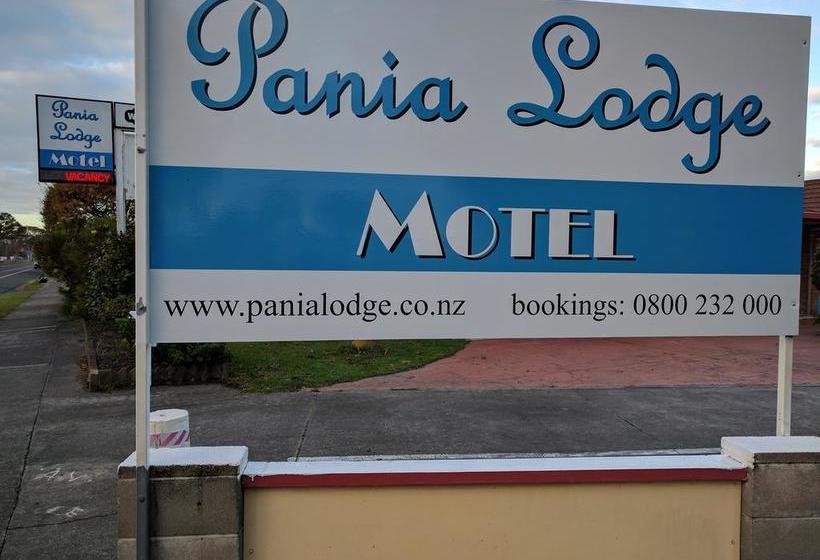 Pania Lodge
MOTEL
www.panialodge.co.nz bookings: 0800 232 000
Pania
Lodge
Motel
VACANCY